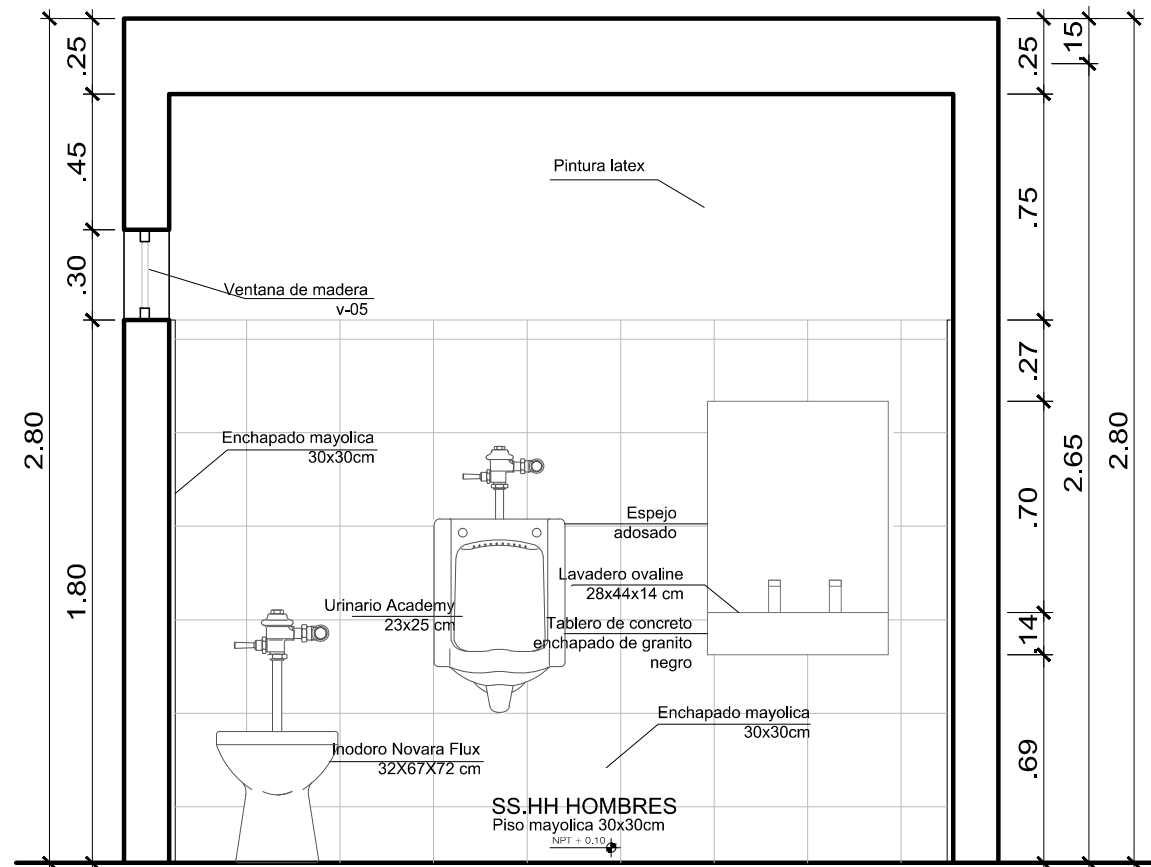 .25
.45
.30
2.80
1.80
Pintura latex
Ventana de madera
v-05
Enchapado mayolica
30x30cm
Espejo
adosado
Lavadero ovaline
28x44x14 cm
Urinario Academy
23x25 cm
Tablero de concreto
enchapado de granito
negro
Enchapado mayolica
30x30cm
Inodoro Novara Flux
32X67X72 cm
SS.HH HOMBRES
Piso mayolica 30x30cm
NPT + 0.10
.25
.15
.75
.27
2.65
2.80
.70
.14
.69